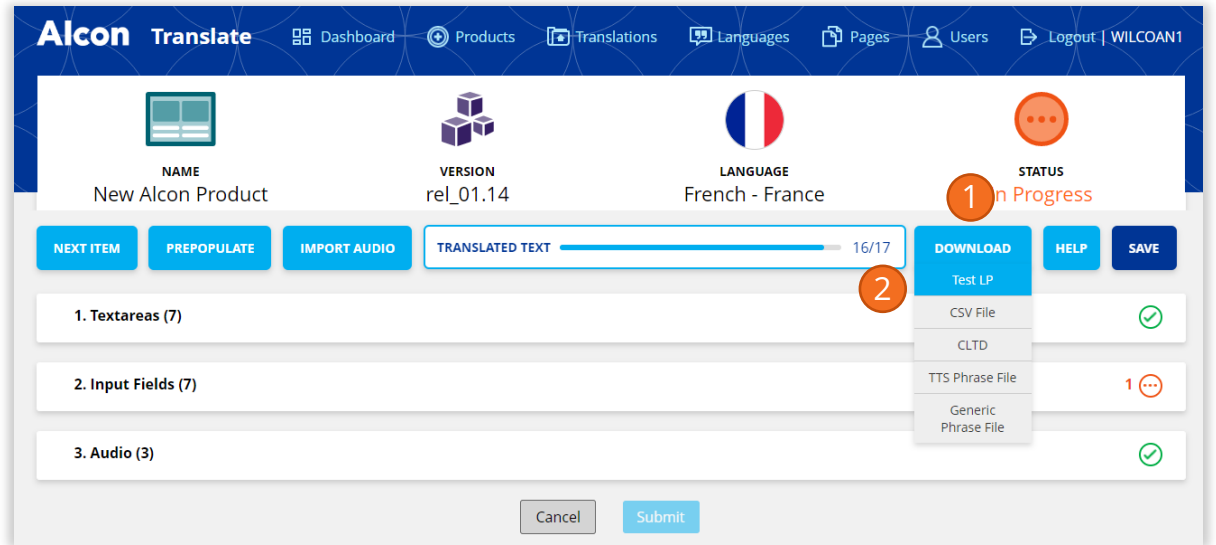 Alcon Translate Dashboard Products Translations Languages Pages Users Logout | WILCOAN1
NAME VERSION LANGUAGE STATUS
New Alcon Product rel_01.14 French - France n Progress
1
NEXT ITEM PREPOPULATE IMPORT AUDIO TRANSLATED TEXT 16/17 DOWNLOAD HELP SAVE
2
Test LP
1. Textareas (7)
CSV File
CLTD
2. Input Fields (7) 1
TTS Phrase File
Generic
Phrase File
3. Audio (3)
Cancel Submit